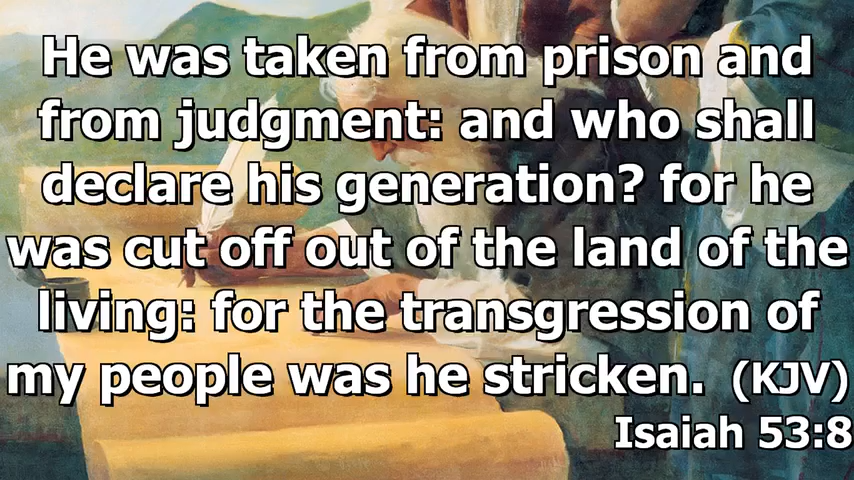 He was taken from prison and
from judgment: and who shall
declare his generation? for he
was cut off out of the land of the
living: for the transgression of
my people was he stricken. (KJV)
Isaiah 53:8